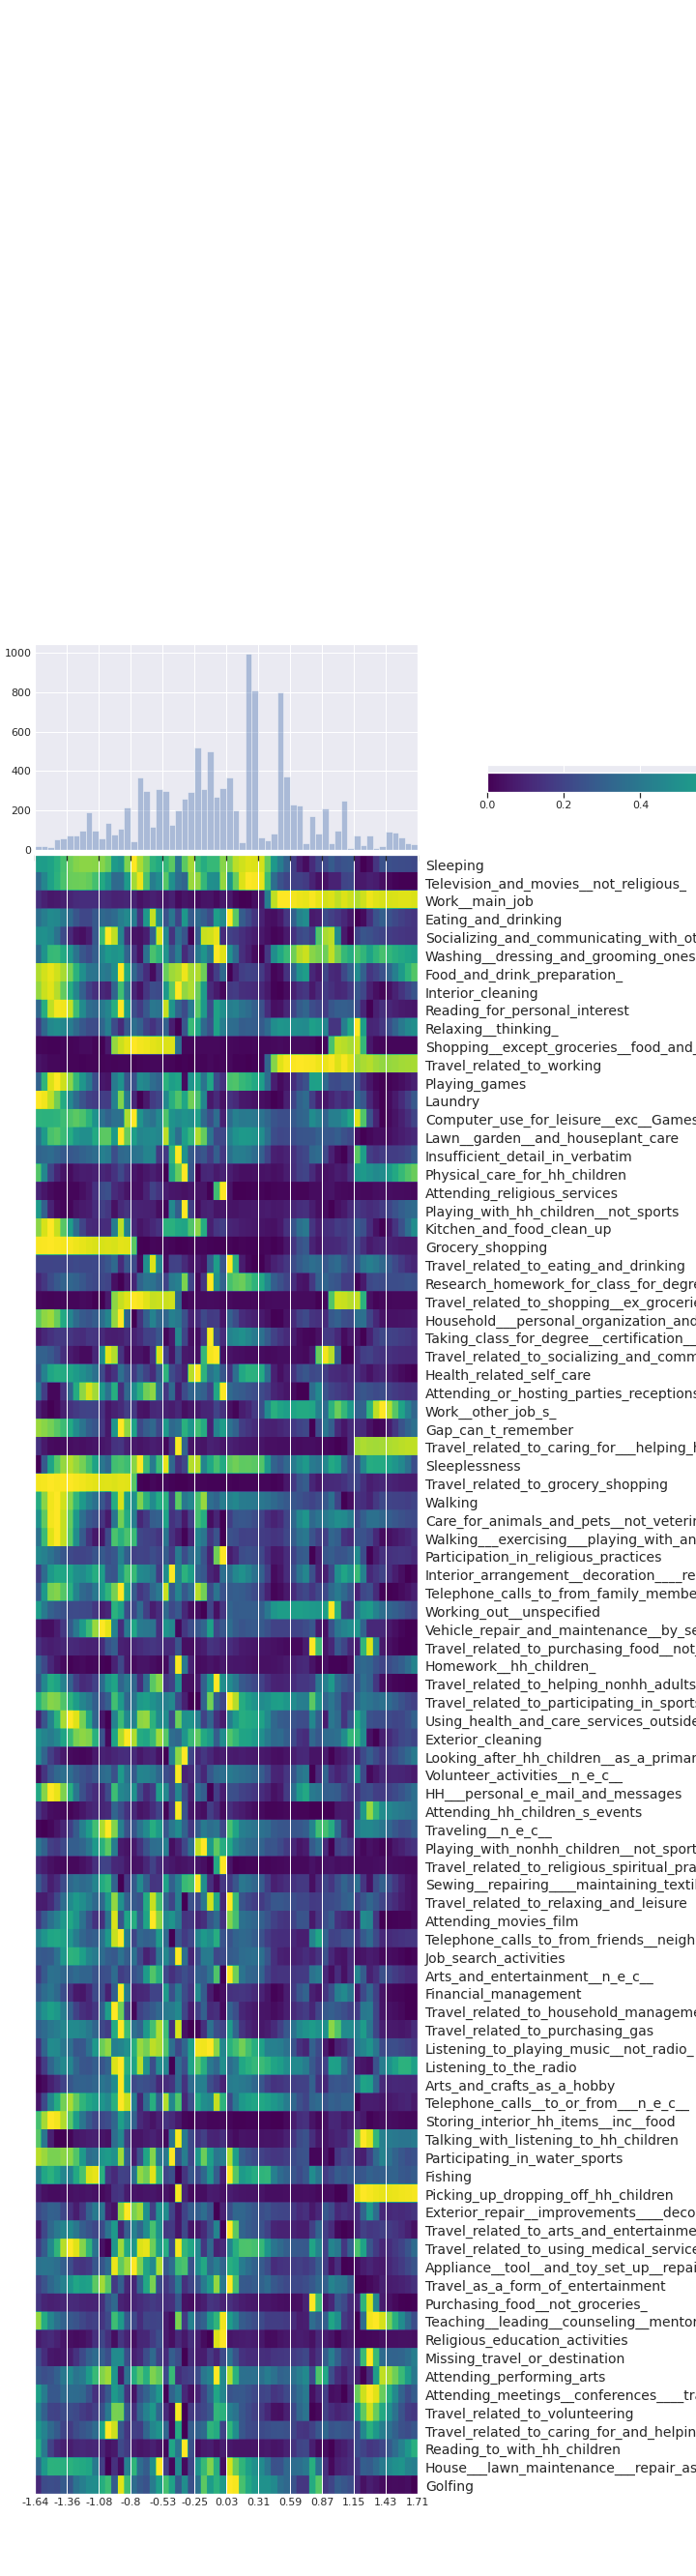 1000
800
600
400
200
0
0.0 0.2 0.4
Sleeping
Television_and_movies__not_religious_
Work__main_job
Eating_and_drinking
Socializing_and_communicating_with_ot
Washing__dressing_and_grooming_ones
Food_and_drink_preparation_
Interior_cleaning
Reading_for_personal_interest
Relaxing__thinking_
Shopping__except_groceries__food_and_
Travel_related_to_working
Playing_games
Laundry
Computer_use_for_leisure__exc__Games
Lawn__garden__and_houseplant_care
Insufficient_detail_in_verbatim
Physical_care_for_hh_children
Attending_religious_services
Playing_with_hh_children__not_sports
Kitchen_and_food_clean_up
Grocery_shopping
Travel_related_to_eating_and_drinking
Research_homework_for_class_for_degre
Travel_related_to_shopping__ex_grocerie
Household___personal_organization_and
Taking_class_for_degree__certification__
Travel_related_to_socializing_and_comm
Health_related_self_care
Attending_or_hosting_parties_receptions
Work__other_job_s_
Gap_can_t_remember
Travel_related_to_caring_for___helping_h
Sleeplessness
Travel_related_to_grocery_shopping
Walking
Care_for_animals_and_pets__not_veterin
Walking___exercising___playing_with_an
Participation_in_religious_practices
Interior_arrangement__decoration____re
Telephone_calls_to_from_family_membe
Working_out__unspecified
Vehicle_repair_and_maintenance__by_se
Travel_related_to_purchasing_food__not_
Homework__hh_children_
Travel_related_to_helping_nonhh_adults
Travel_related_to_participating_in_sports
Using_health_and_care_services_outside
Exterior_cleaning
Looking_after_hh_children__as_a_primar
Volunteer_activities__n_e_c__
HH___personal_e_mail_and_messages
Attending_hh_children_s_events
Traveling__n_e_c__
Playing_with_nonhh_children__not_sport
Travel_related_to_religious_spiritual_pra
Sewing__repairing____maintaining_textil
Travel_related_to_relaxing_and_leisure
Attending_movies_film
Telephone_calls_to_from_friends__neigh
Job_search_activities
Arts_and_entertainment__n_e_c__
Financial_management
Travel_related_to_household_manageme
Travel_related_to_purchasing_gas
Listening_to_playing_music__not_radio_
Listening_to_the_radio
Arts_and_crafts_as_a_hobby
Telephone_calls__to_or_from___n_e_c__
Storing_interior_hh_items__inc__food
Talking_with_listening_to_hh_children
Participating_in_water_sports
Fishing
Picking_up_dropping_off_hh_children
Exterior_repair__improvements____deco
Travel_related_to_arts_and_entertainme
Travel_related_to_using_medical_service
Appliance__tool__and_toy_set_up__repai
Travel_as_a_form_of_entertainment
Purchasing_food__not_groceries_
Teaching__leading__counseling__mentor
Religious_education_activities
Missing_travel_or_destination
Attending_performing_arts
Attending_meetings__conferences____tra
Travel_related_to_volunteering
Travel_related_to_caring_for_and_helpin
Reading_to_with_hh_children
House___lawn_maintenance___repair_as
Golfing
-1.64 -1.36 -1.08 -0.8 -0.53 -0.25 0.03 0.31 0.59 0.87 1.15 1.43 1.71